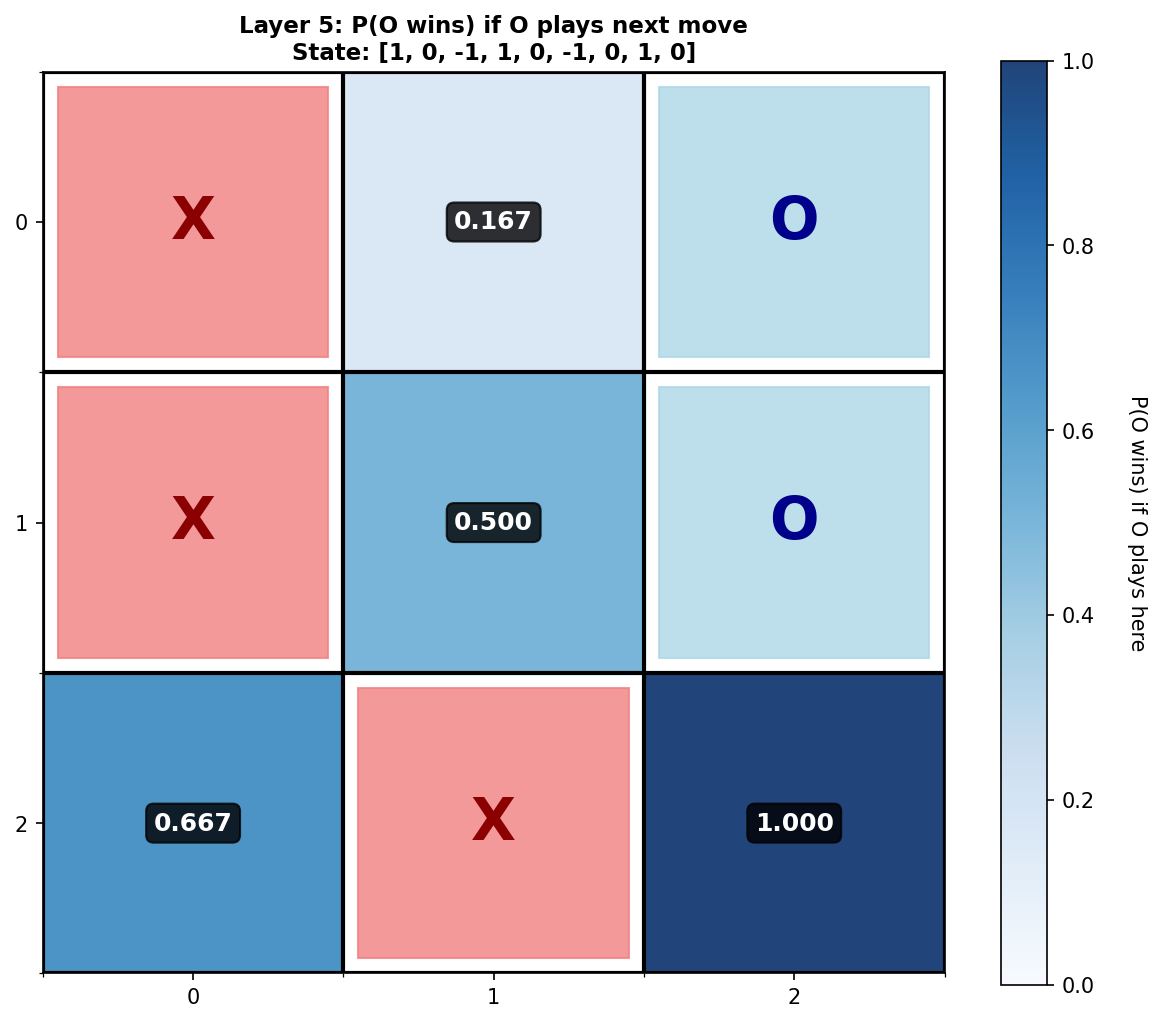 Layer 5: P(O wins) if O plays next move
State: [1, 0, -1, 1, 0, -1, 0, 1, 0]
0
X
0.167
O
1
X
0.500
O
2
0.667
X
1.000
0
1
2
1.0
0.8
0.6
0.4
0.2
0.0
P(O wins) if O plays here